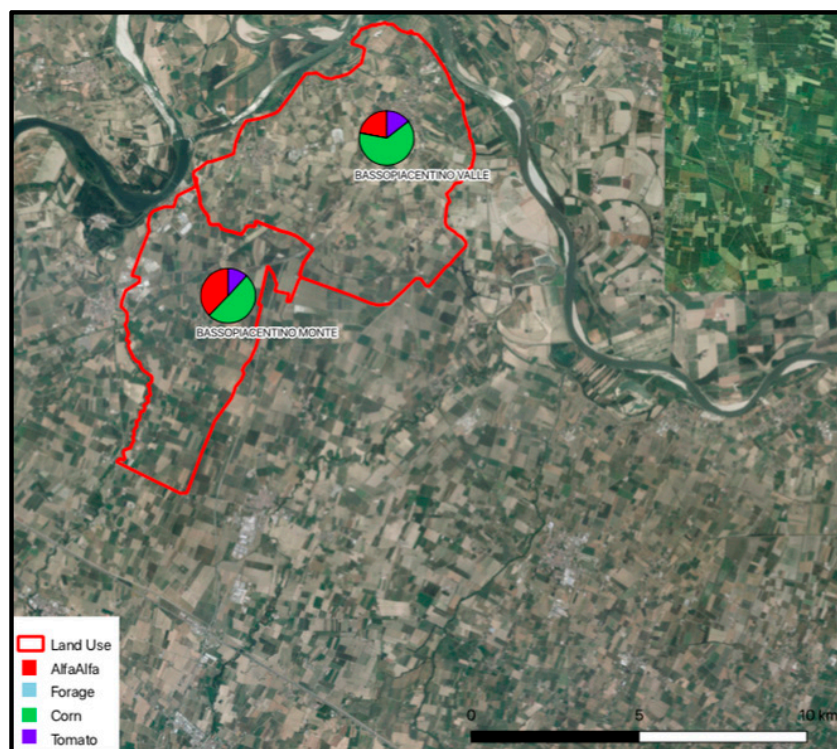 BASSOPIACENTINO VALLE
BASSOPIACENTINO MONTE
Land Use
AlfaAlfa
Forage
Corn
Tomato
0 5 10 km